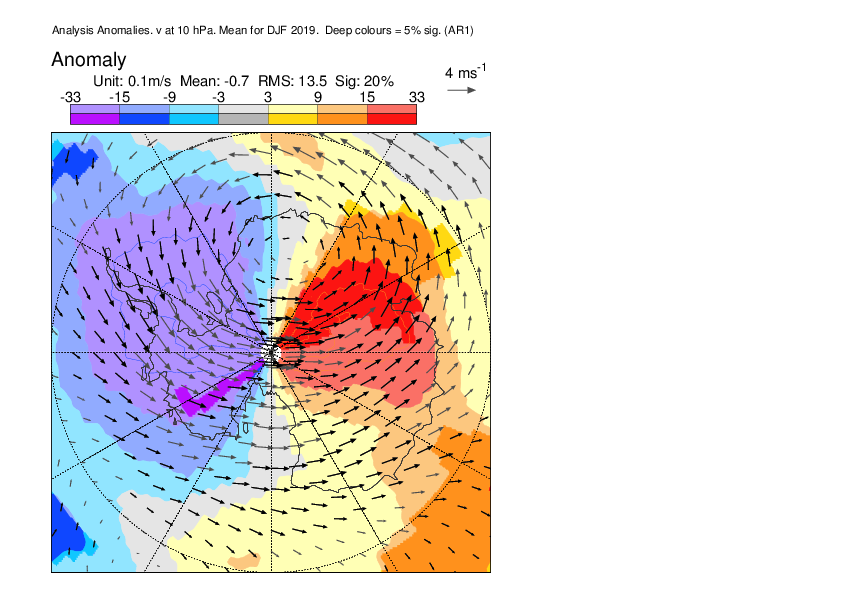 Analysis Anomalies. v at 10 hPa. Mean for DJF 2019.  Deep colours = 5% sig. (AR1)
Anomaly
Unit: 0.1m/s  Mean: -0.7  RMS: 13.5  Sig: 20%
4 ms-1
-33 -15 -9 -3 3 9 15 33